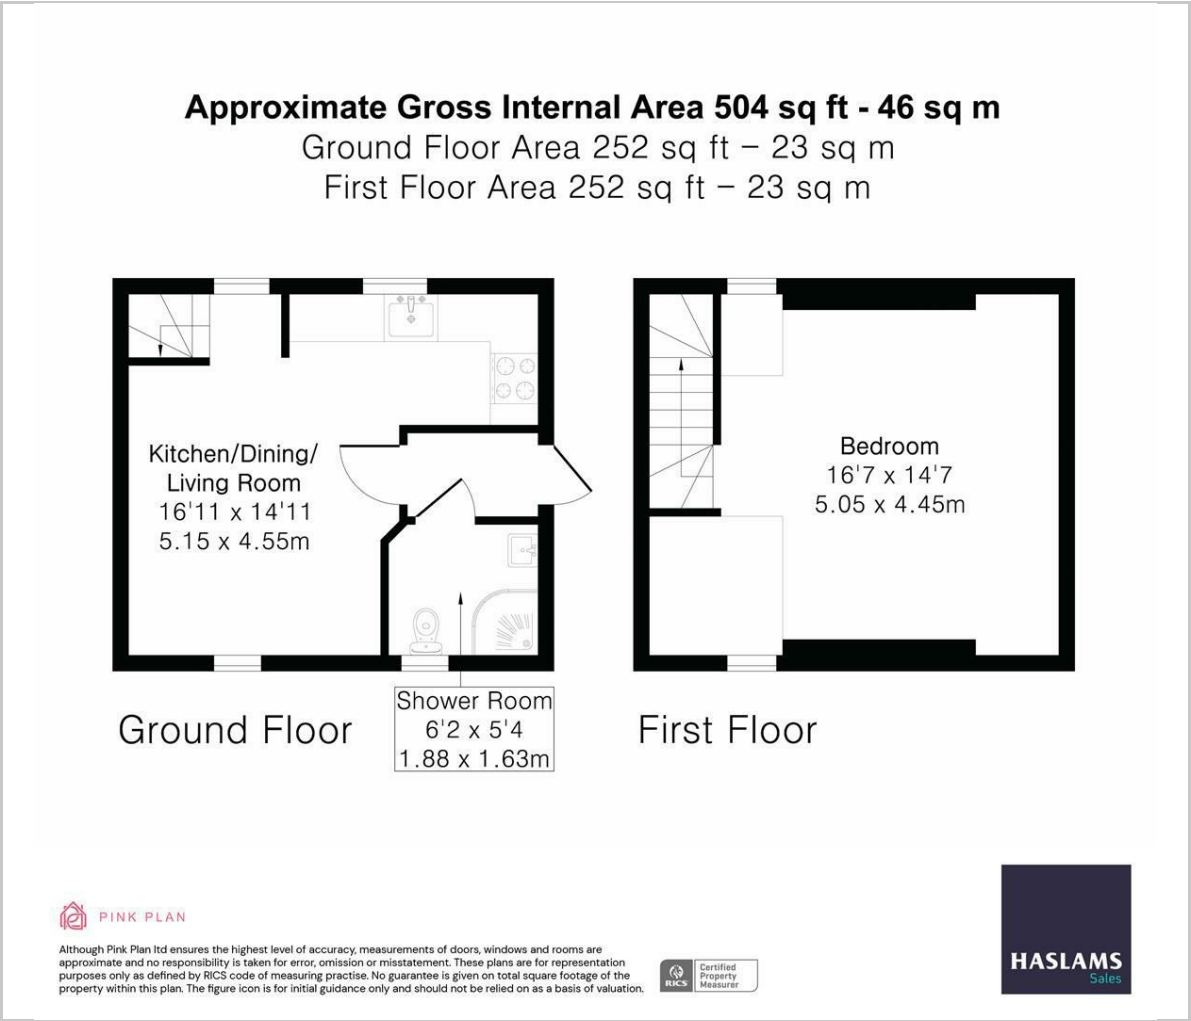 Approximate Gross Internal Area 504 sq ft - 46 sq m
Ground Floor Area 252 sq ft – 23 sq m
First Floor Area 252 sq ft – 23 sq m
Kitchen/Dining/
Living Room
16'11 x 14'11
5.15 x 4.55m
Bedroom
16'7 x 14'7
5.05 x 4.45m
Shower Room
6'2 x 5'4
1.88 x 1.63m
Ground Floor
First Floor
PINK PLAN
Although Pink Plan ltd ensures the highest level of accuracy, measurements of doors, windows and rooms are
approximate and no responsibility is taken for error, omission or misstatement. These plans are for representation
purposes only as defined by RICS code of measuring practise. No guarantee is given on total square footage of the
property within this plan. The figure icon is for initial guidance only and should not be relied on as a basis of valuation.
RICS
Certified
Property
Measurer
HASLAMS
Sales